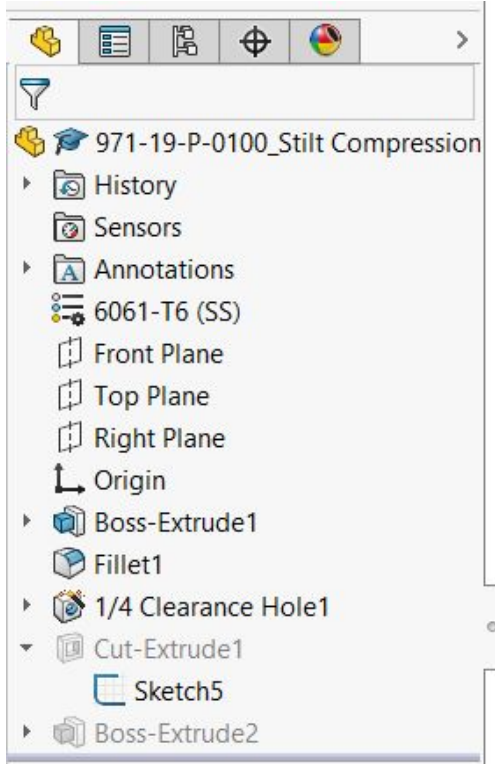 971-19-P-0100_Stilt Compression
History
Sensors
A Annotations
6061-T6 (SS)
Front Plane
Top Plane
Right Plane
Origin
Boss-Extrude1
Fillet1
1/4 Clearance Hole1
Cut-Extrude1
Sketch5
Boss-Extrude2